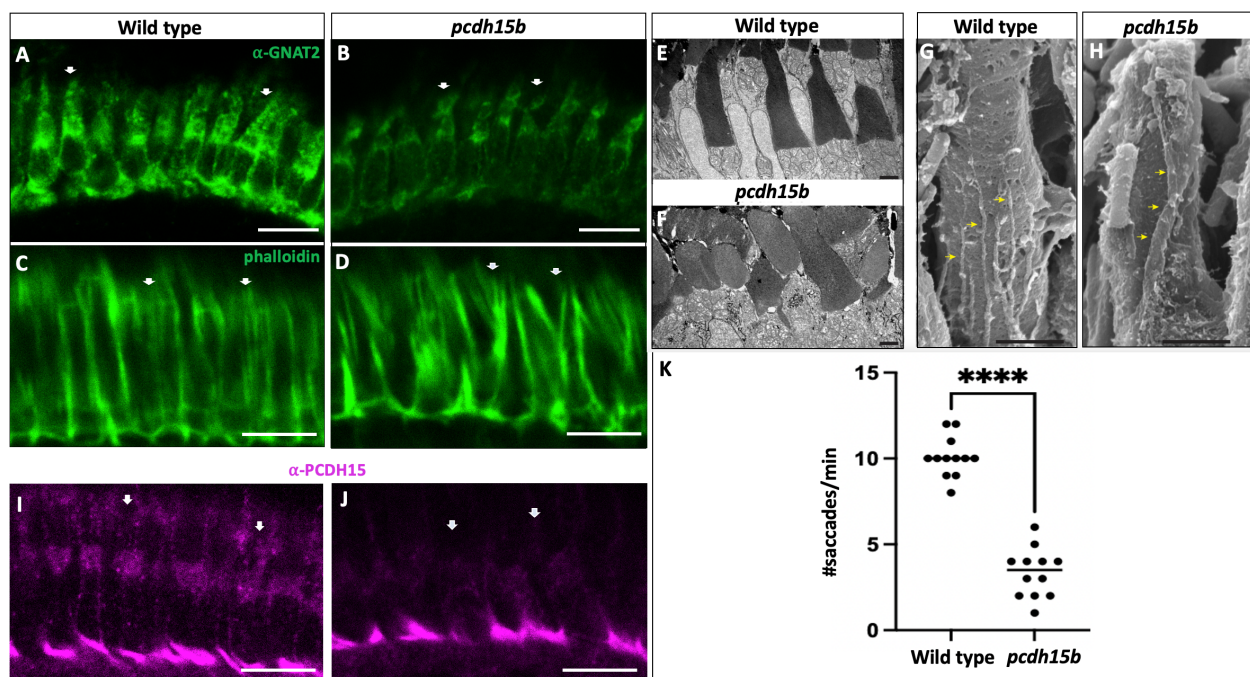 Wild type pcdh15b Wild type Wild type pcdh15b
A α-GNAT2 B E G H
pcdh15b
F
C phalloidin D
K
15
****
10
5
0
#saccades/min
Wild type pcdh15b
α-PCDH15
I J